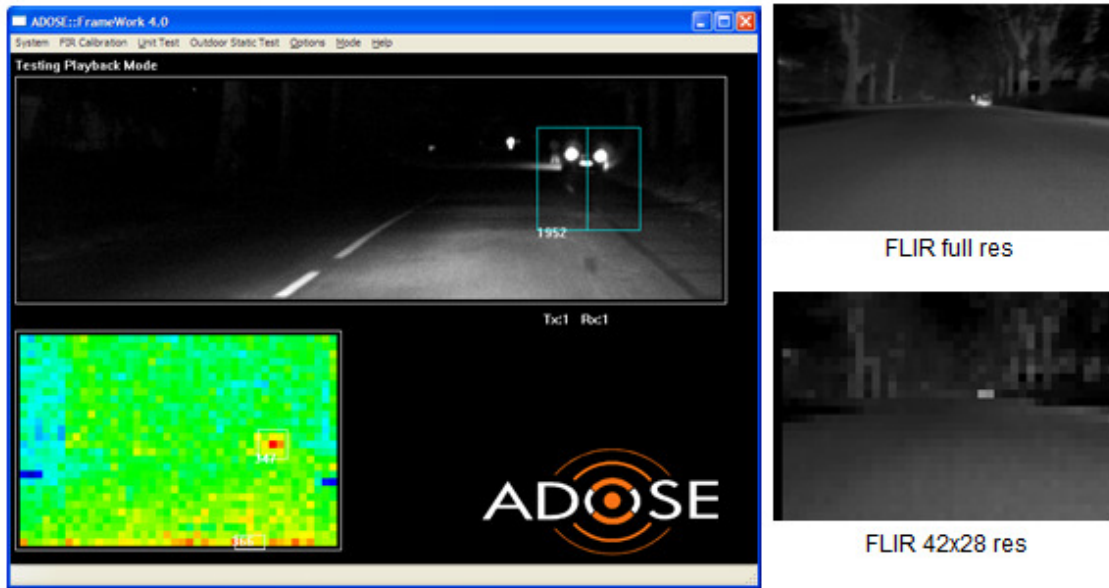 ADOSE::FrameWork 4.0
System FIR Calibration Unit Test Outdoor Static Test Options Mode Help
Testing Playback Mode
1952
Tx:1 Rx:1
347
ADOSE
FLIR full res
FLIR 42x28 res